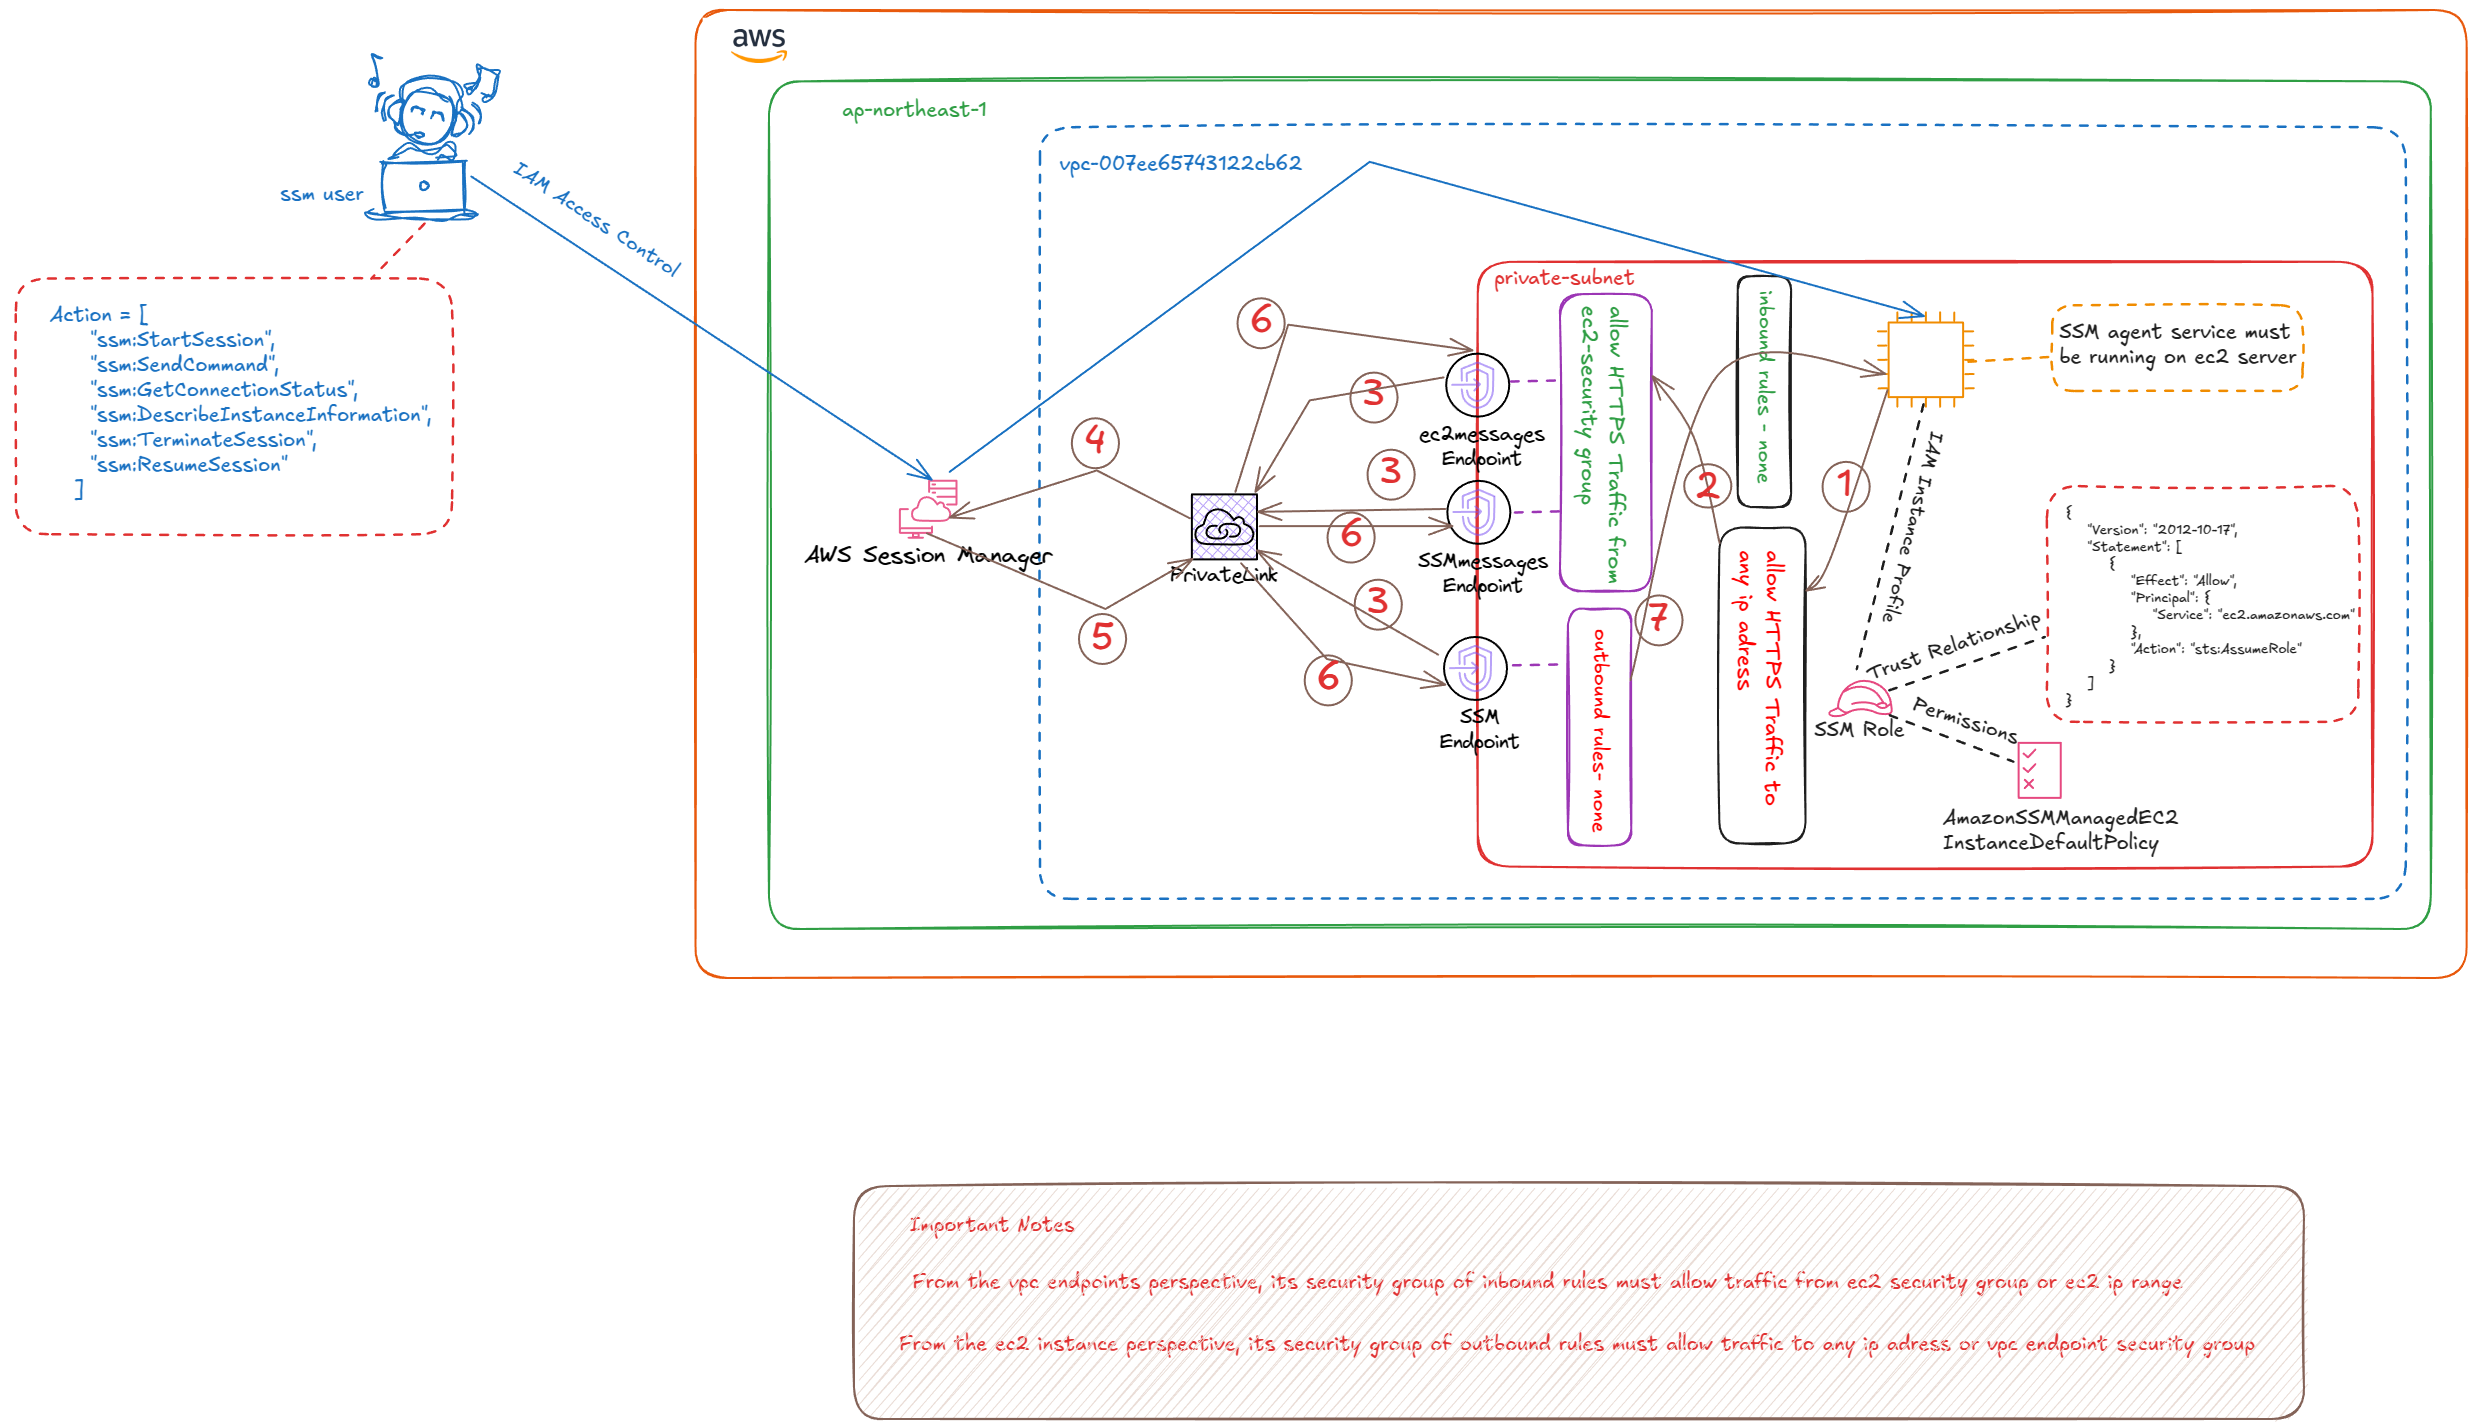 aws
ap-northeast-1
vpc-007ee65743122cb62
ssm user
IAM Access Control
Action = [
"ssm:StartSession",
"ssm:SendCommand",
"ssm:GetConnectionStatus",
"ssm:DescribeInstanceInformation",
"ssm:TerminateSession",
"ssm:ResumeSession"
]
AWS Session Manager
4
5
PrivateLink
6
3
3
6
3
6
ec2messages
Endpoint
SSMmessages
Endpoint
SSM
Endpoint
private-subnet
allow HTTPS Traffic from
ec2-security group
outbound rules- none
inbound rules - none
allow HTTPS Traffic to
any ip adress
2
1
7
SSM agent service must
be running on ec2 server
IAM Instance Profile
Trust Relationship
Permissions
SSM Role
{
"Version": "2012-10-17",
"Statement": [
{
"Effect": "Allow",
"Principal": {
"Service": "ec2.amazonaws.com"
},
"Action": "sts:AssumeRole"
}
]
}
AmazonSSMManagedEC2
InstanceDefaultPolicy
Important Notes
From the vpc endpoints perspective, its security group of inbound rules must allow traffic from ec2 security group or ec2 ip range
From the ec2 instance perspective, its security group of outbound rules must allow traffic to any ip adress or vpc endpoint security group